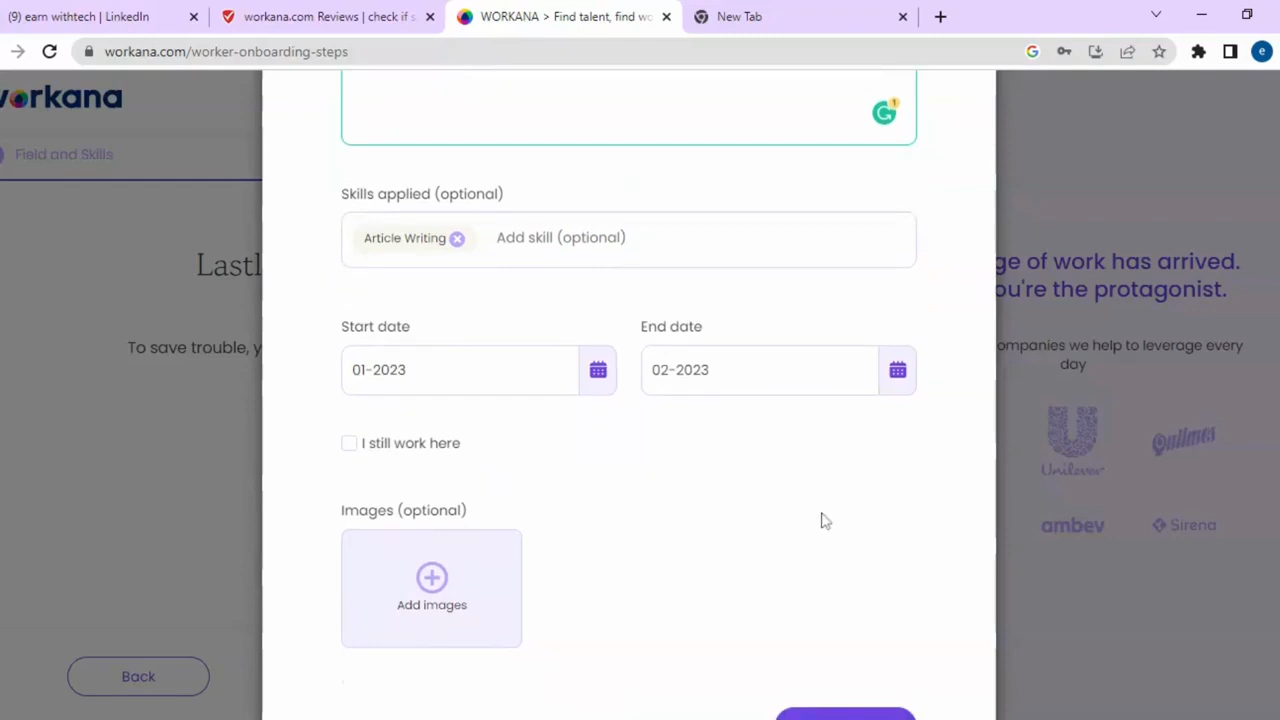 (9) earn withtech | LinkedIn
workana.com Reviews | check if s
WORKANA > Find talent, find wo
New Tab
workana.com/worker-onboarding-steps
e
workana
Field and Skills
1
Skills applied (optional)
Article Writing
Add skill (optional)
Lastl
ge of work has arrived.
ou're the protagonist.
Start date
End date
To save trouble, y
ompanies we help to leverage every
day
01-2023
02-2023
I still work here
Unilever
Quilmes
Images (optional)
ambev
Sirena
Add images
Back